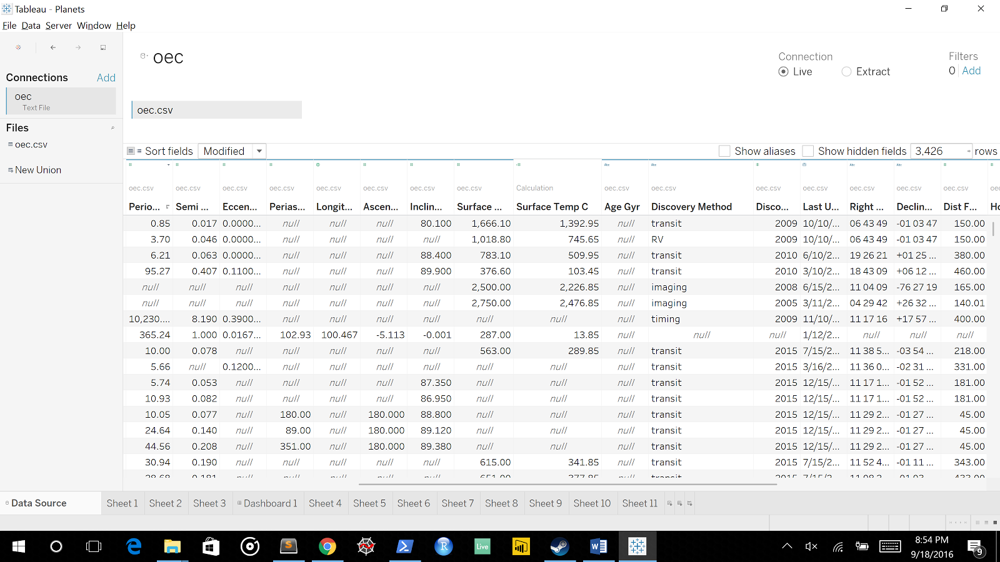 Tableau - Planets
File Data Server Window Help
oec
Connection
Filters
Live Extract
0 Add
Connections Add
oec
Text File
oec.csv
Files
oec.csv
New Union
Sort fields Modified Show aliases Show hidden fields 3,426 rows
# # # # # # # # Abc Abc # Abc Abc # #
oec.csv oec.csv oec.csv oec.csv oec.csv oec.csv oec.csv oec.csv Calculation oec.csv oec.csv oec.csv oec.csv oec.csv oec.csv oec.csv oec
Perio... Semi ... Eccen... Perias... Longit... Ascen... Inclin... Surface ... Surface Temp C Age Gyr Discovery Method Disco... Last U... Right ... Declin... Dist F... Ho
0.85 0.017 0.0000... null null null 80.100 1,666.10 1,392.95 null transit 2009 10/10/... 06 43 49 -01 03 47 150.00
3.70 0.046 0.0000... null null null null 1,018.80 745.65 null RV 2009 10/10/... 06 43 49 -01 03 47 150.00
6.21 0.063 0.0000... null null null 88.400 783.10 509.95 null transit 2010 6/10/2... 19 26 21 +01 25 ... 380.00
95.27 0.407 0.1100... null null null 89.900 376.60 103.45 null transit 2010 3/10/2... 18 43 09 +06 12 ... 460.00
null null null null null null null 2,500.00 2,226.85 null imaging 2008 6/15/2... 11 04 09 -76 27 19 165.00
null null null null null null null 2,750.00 2,476.85 null imaging 2005 3/11/2... 04 29 42 +26 32 ... 140.01
10,230.... 8.190 0.3900... null null null null null null null timing 2009 11/10/... 11 17 16 +17 57 ... 400.00
365.24 1.000 0.0167... 102.93 100.467 -5.113 -0.001 287.00 13.85 null null null 1/12/2... null null null
10.00 0.078 null null null null null 563.00 289.85 null transit 2015 7/15/2... 11 38 5... -03 54 ... 218.00
5.66 null 0.1200... null null null null null null null transit 2015 3/16/2... 11 36 0... -02 31 ... 331.00
5.74 0.053 null null null null 87.350 null null null transit 2015 12/15/... 11 17 1... -01 52 ... 181.00
10.93 0.082 null null null null 86.950 null null null transit 2015 12/15/... 11 17 1... -01 52 ... 181.00
10.05 0.077 null 180.00 null 180.000 88.800 null null null transit 2015 12/15/... 11 29 2... -01 27 ... 45.00
24.64 0.140 null 89.00 null 180.000 89.120 null null null transit 2015 12/15/... 11 29 2... -01 27 ... 45.00
44.56 0.208 null 351.00 null 180.000 89.380 null null null transit 2015 12/15/... 11 29 2... -01 27 ... 45.00
30.94 0.190 null null null null null 615.00 341.85 null transit 2015 7/15/2... 11 52 4... -01 11 ... 343.00
Data Source Sheet 1 Sheet 2 Sheet 3 Dashboard 1 Sheet 4 Sheet 5 Sheet 6 Sheet 7 Sheet 8 Sheet 9 Sheet 10 Sheet 11
Live
8:54 PM
9/18/2016
9